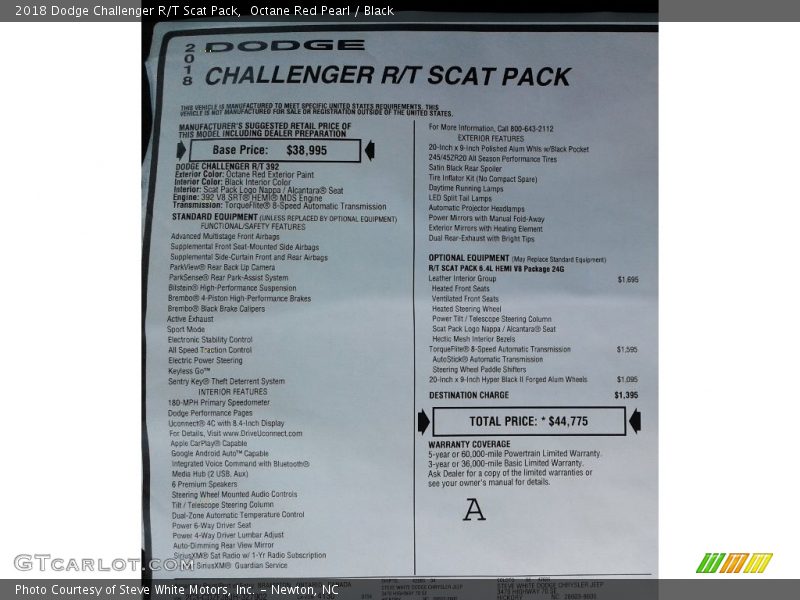 2018 Dodge Challenger R/T Scat Pack, Octane Red Pearl / Black
2018
DODGE
CHALLENGER R/T SCAT PACK
THIS VEHICLE IS MANUFACTURED TO MEET SPECIFIC UNITED STATES REQUIREMENTS. THIS
VEHICLE IS NOT MANUFACTURED FOR SALE OR REGISTRATION OUTSIDE OF THE UNITED STATES.
MANUFACTURER'S SUGGESTED RETAIL PRICE OF
THIS MODEL INCLUDING DEALER PREPARATION
Base Price: $38,995
DODGE CHALLENGER R/T 392
Exterior Color: Octane Red Exterior Paint
Interior Color: Black Interior Color
Interior: Scat Pack Logo Nappa / Alcantara® Seat
Engine: 392 V8 SRT® HEMI® MDS Engine
Transmission: TorqueFlite® 8-Speed Automatic Transmission
STANDARD EQUIPMENT (UNLESS REPLACED BY OPTIONAL EQUIPMENT)
FUNCTIONAL/SAFETY FEATURES
Advanced Multistage Front Airbags
Supplemental Front Seat-Mounted Side Airbags
Supplemental Side-Curtain Front and Rear Airbags
ParkView® Rear Back Up Camera
ParkSense® Rear Park-Assist System
Bilstein® High-Performance Suspension
Brembo® 4-Piston High-Performance Brakes
Brembo® Black Brake Calipers
Active Exhaust
Sport Mode
Electronic Stability Control
All Speed Traction Control
Electric Power Steering
Keyless Go™
Sentry Key® Theft Deterrent System
INTERIOR FEATURES
180-MPH Primary Speedometer
Dodge Performance Pages
Uconnect® 4C with 8.4-Inch Display
For Details, Visit www.DriveUconnect.com
Apple CarPlay® Capable
Google Android Auto™ Capable
Integrated Voice Command with Bluetooth®
Media Hub (2 USB, Aux)
6 Premium Speakers
Steering Wheel Mounted Audio Controls
Tilt / Telescope Steering Column
Dual-Zone Automatic Temperature Control
Power 6-Way Driver Seat
Power 4-Way Driver Lumbar Adjust
Auto-Dimming Rear View Mirror
SiriusXM® Sat Radio w/ 1-Yr Radio Subscription
SiriusXM® Guardian Service
For More Information, Call 800-643-2112
EXTERIOR FEATURES
20-Inch x 9-Inch Polished Alum Whls w/Black Pocket
245/45ZR20 All Season Performance Tires
Satin Black Rear Spoiler
Tire Inflator Kit (No Compact Spare)
Daytime Running Lamps
LED Split Tail Lamps
Automatic Projector Headlamps
Power Mirrors with Manual Fold-Away
Exterior Mirrors with Heating Element
Dual Rear-Exhaust with Bright Tips
OPTIONAL EQUIPMENT (May Replace Standard Equipment)
R/T SCAT PACK 6.4L HEMI V8 Package 24G
Leather Interior Group $1,695
Heated Front Seats
Ventilated Front Seats
Heated Steering Wheel
Power Tilt / Telescope Steering Column
Scat Pack Logo Nappa / Alcantara® Seat
Hectic Mesh Interior Bezels
TorqueFlite® 8-Speed Automatic Transmission $1,595
AutoStick® Automatic Transmission
Steering Wheel Paddle Shifters
20-Inch x 9-Inch Hyper Black II Forged Alum Wheels $1,095
DESTINATION CHARGE $1,395
TOTAL PRICE: * $44,775
WARRANTY COVERAGE
5-year or 60,000-mile Powertrain Limited Warranty.
3-year or 36,000-mile Basic Limited Warranty.
Ask Dealer for a copy of the limited warranties or
see your owner's manual for details.
A
STEVE WHITE DODGE CHRYSLER JEEP
3470 HIGHWAY 70 SE
GTcarlot.com
Photo Courtesy of Steve White Motors, Inc. – Newton, NC